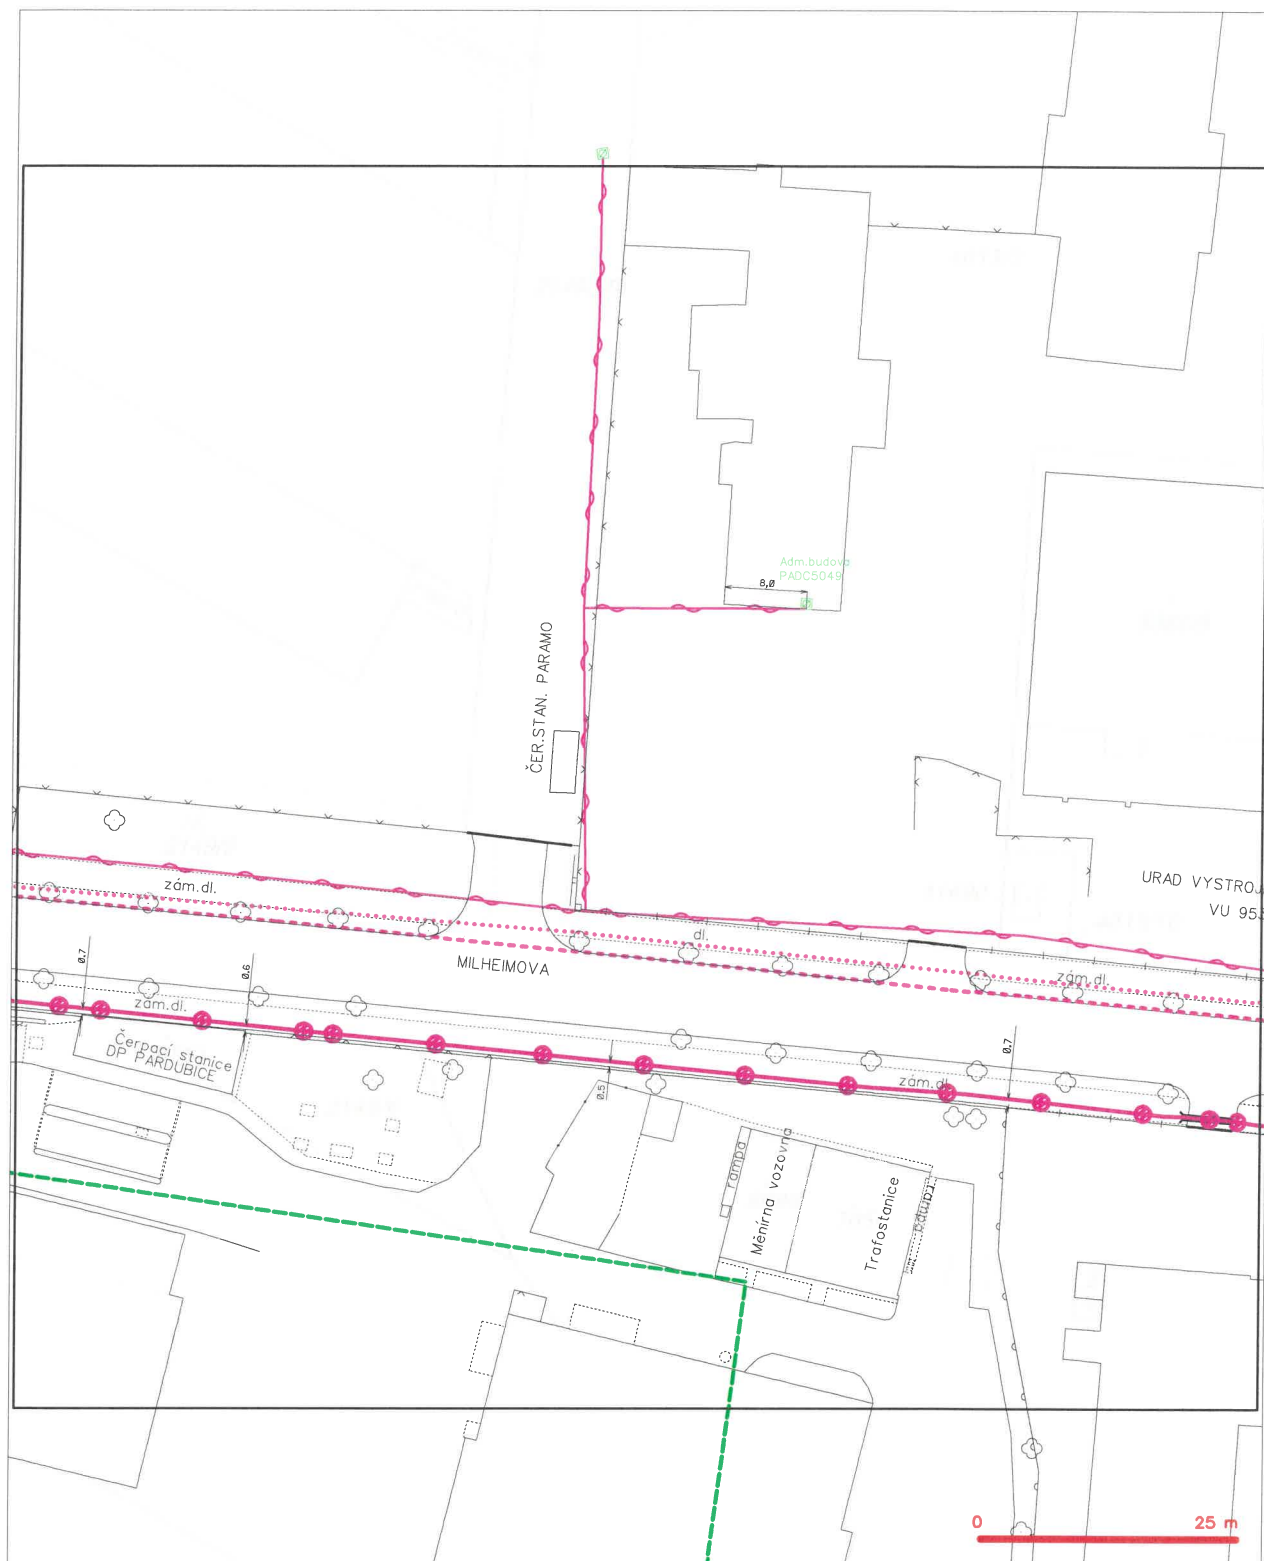 Adm.budova
PADC5049
8,0
ČER.STAN. PARAMO
zám.dl.
URAD VYSTROJ
VU 953
dl.
MILHEIMOVA
zám.dl.
0.7
0.6
zám.dl.
Čerpací stanice
DP PARDUBICE
0.5
zám.dl.
0.7
rampa
Měnírna vozovna
Trafostanice
rampa
0 25 m